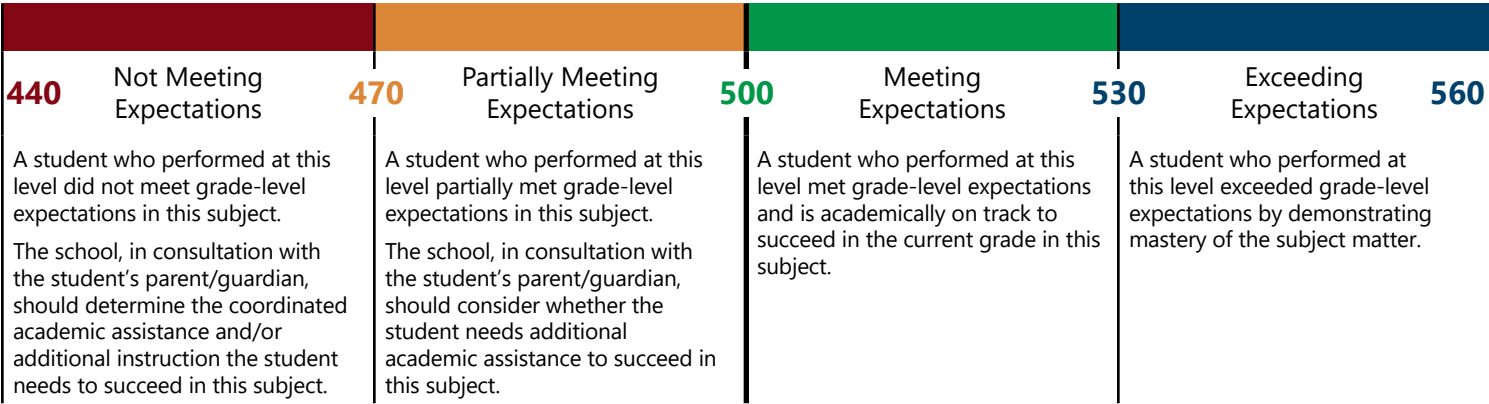 440
Not Meeting
Expectations
470
Partially Meeting
Expectations
500
Meeting
Expectations
530
Exceeding
Expectations
560
A student who performed at this
level did not meet grade-level
expectations in this subject.
The school, in consultation with
the student’s parent/guardian,
should determine the coordinated
academic assistance and/or
additional instruction the student
needs to succeed in this subject.
A student who performed at this
level partially met grade-level
expectations in this subject.
The school, in consultation with
the student’s parent/guardian,
should consider whether the
student needs additional
academic assistance to succeed in
this subject.
A student who performed at this
level met grade-level expectations
and is academically on track to
succeed in the current grade in this
subject.
A student who performed at
this level exceeded grade-level
expectations by demonstrating
mastery of the subject matter.